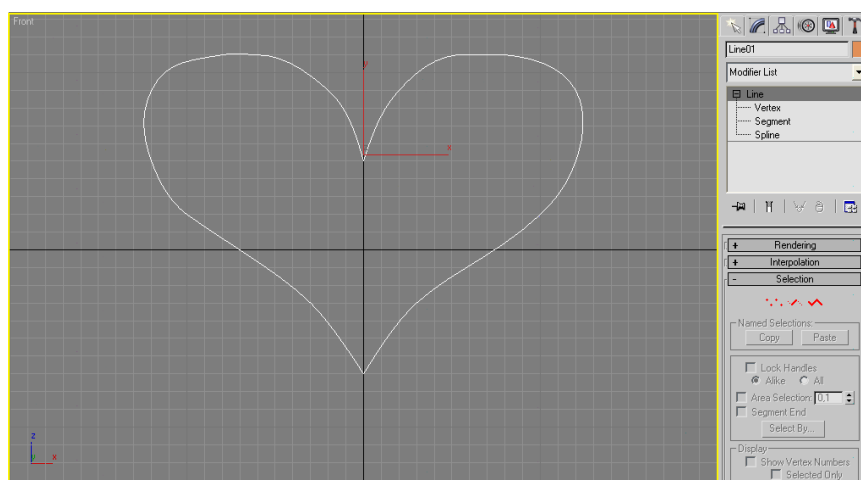 Front
y
x
z
y x
Line01
Modifier List
Line
Vertex
Segment
Spline
+ Rendering
+ Interpolation
- Selection
Named Selections:
Copy Paste
Lock Handles
Alike All
Area Selection: 0,1
Segment End
Select By...
Display
Show Vertex Numbers
Selected Only